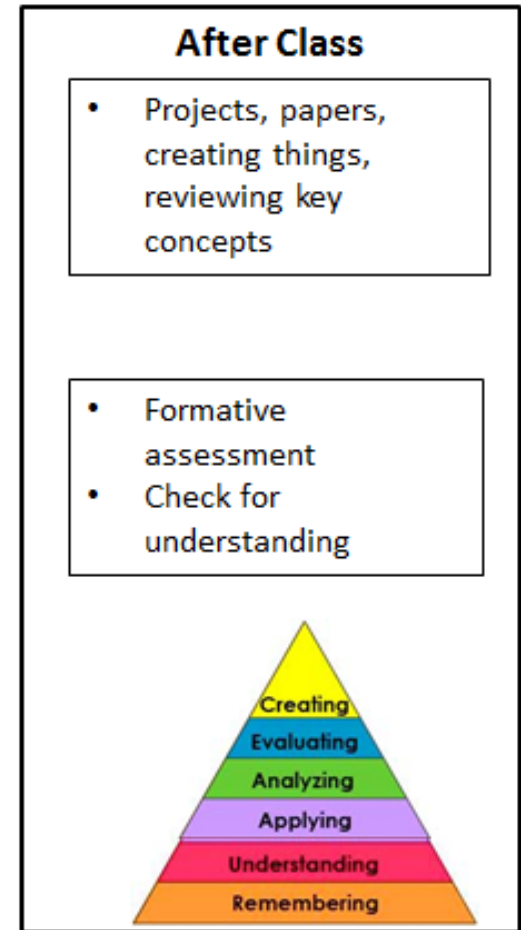 After Class
• Projects, papers,
creating things,
reviewing key
concepts
• Formative
assessment
• Check for
understanding
Creating
Evaluating
Analyzing
Applying
Understanding
Remembering